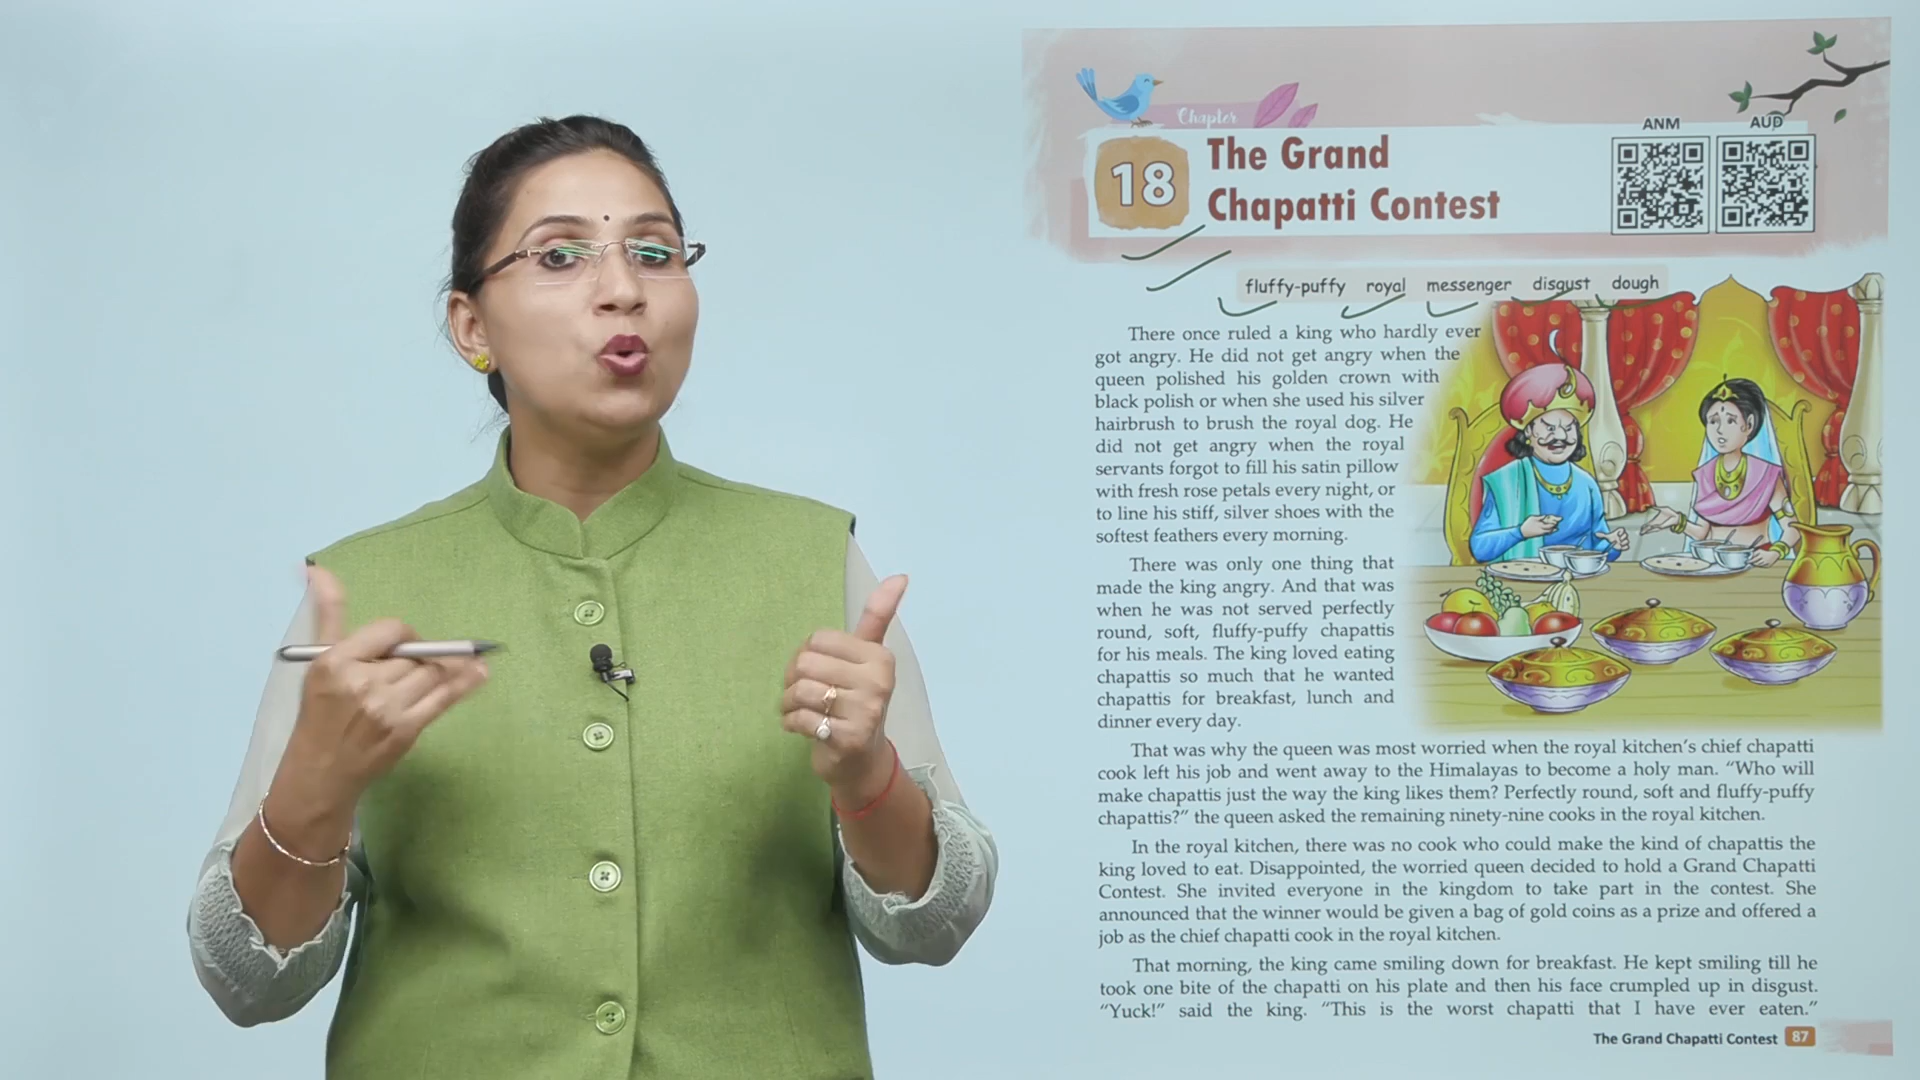 Chapter
18
The Grand
Chapatti Contest
ANM
AUD
fluffy-puffy royal messenger disgust dough
There once ruled a king who hardly ever
got angry. He did not get angry when the
queen polished his golden crown with
black polish or when she used his silver
hairbrush to brush the royal dog. He
did not get angry when the royal
servants forgot to fill his satin pillow
with fresh rose petals every night, or
to line his stiff, silver shoes with the
softest feathers every morning.
There was only one thing that
made the king angry. And that was
when he was not served perfectly
round, soft, fluffy-puffy chapattis
for his meals. The king loved eating
chapattis so much that he wanted
chapattis for breakfast, lunch and
dinner every day.
That was why the queen was most worried when the royal kitchen's chief chapatti
cook left his job and went away to the Himalayas to become a holy man. "Who will
make chapattis just the way the king likes them? Perfectly round, soft and fluffy-puffy
chapattis?" the queen asked the remaining ninety-nine cooks in the royal kitchen.
In the royal kitchen, there was no cook who could make the kind of chapattis the
king loved to eat. Disappointed, the worried queen decided to hold a Grand Chapatti
Contest. She invited everyone in the kingdom to take part in the contest. She
announced that the winner would be given a bag of gold coins as a prize and offered a
job as the chief chapatti cook in the royal kitchen.
That morning, the king came smiling down for breakfast. He kept smiling till he
took one bite of the chapatti on his plate and then his face crumpled up in disgust.
"Yuck!" said the king. "This is the worst chapatti that I have ever eaten."
The Grand Chapatti Contest 87